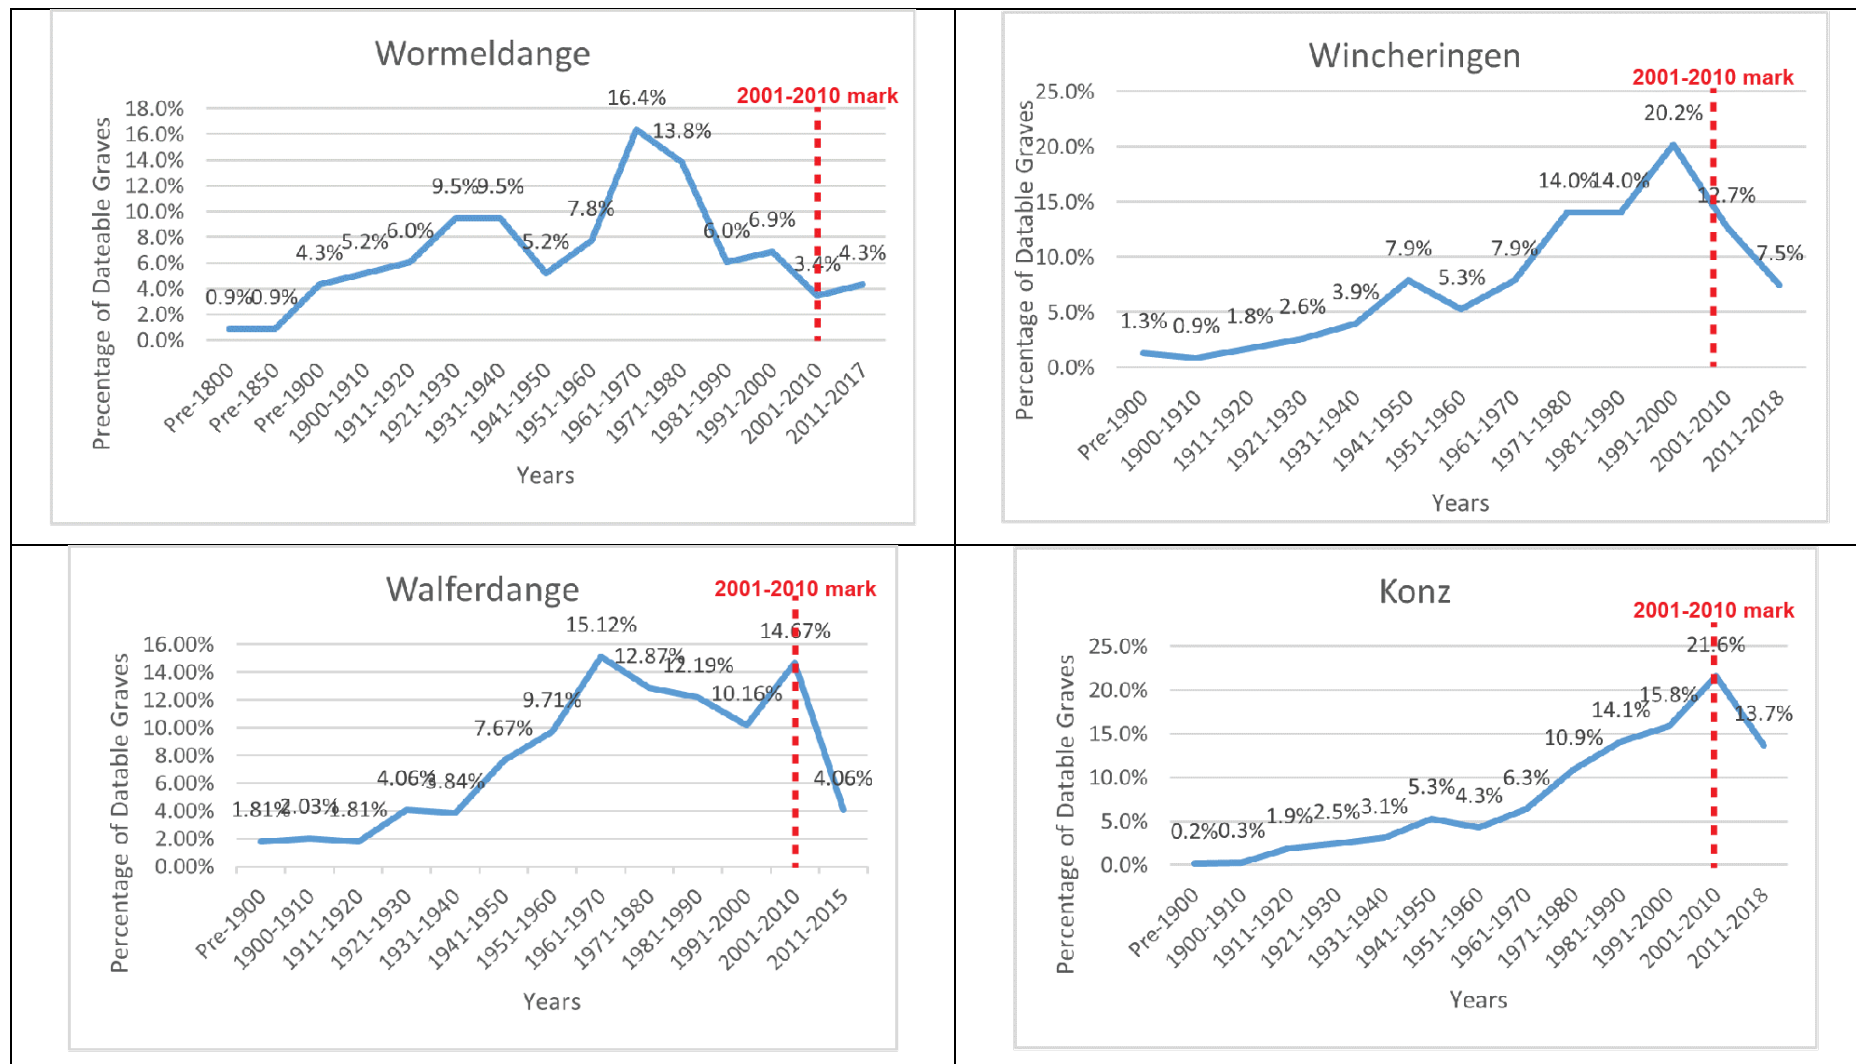 Wormeldange
2001-2010 mark
Precentage of Dateable Graves
18.0%
16.0%
14.0%
12.0%
10.0%
8.0%
6.0%
4.0%
2.0%
0.0%
0.9% 0.9% 4.3% 5.2% 6.0% 9.5% 9.5% 5.2% 7.8% 16.4% 13.8% 6.0% 6.9% 3.4% 4.3%
Pre-1800 Pre-1850 Pre-1900 1900-1910 1911-1920 1921-1930 1931-1940 1941-1950 1951-1960 1961-1970 1971-1980 1981-1990 1991-2000 2001-2010 2011-2017
Years
Wincheringen
2001-2010 mark
Percentage of Datable Graves
25.0%
20.0%
15.0%
10.0%
5.0%
0.0%
1.3% 0.9% 1.8% 2.6% 3.9% 7.9% 5.3% 7.9% 14.0% 14.0% 20.2% 12.7% 7.5%
Pre-1900 1900-1910 1911-1920 1921-1930 1931-1940 1941-1950 1951-1960 1961-1970 1971-1980 1981-1990 1991-2000 2001-2010 2011-2018
Years
Walferdange
2001-2010 mark
Percentage of Datable Graves
16.00%
14.00%
12.00%
10.00%
8.00%
6.00%
4.00%
2.00%
0.00%
1.81% 2.03% 1.81% 4.06% 3.84% 7.67% 9.71% 15.12% 12.87% 12.19% 10.16% 14.67% 4.06%
Pre-1900 1900-1910 1911-1920 1921-1930 1931-1940 1941-1950 1951-1960 1961-1970 1971-1980 1981-1990 1991-2000 2001-2010 2011-2015
Years
Konz
2001-2010 mark
Percentage of Datable Graves
25.0%
20.0%
15.0%
10.0%
5.0%
0.0%
0.2% 0.3% 1.9% 2.5% 3.1% 5.3% 4.3% 6.3% 10.9% 14.1% 15.8% 21.6% 13.7%
Pre-1900 1900-1910 1911-1920 1921-1930 1931-1940 1941-1950 1951-1960 1961-1970 1971-1980 1981-1990 1991-2000 2001-2010 2011-2018
Years